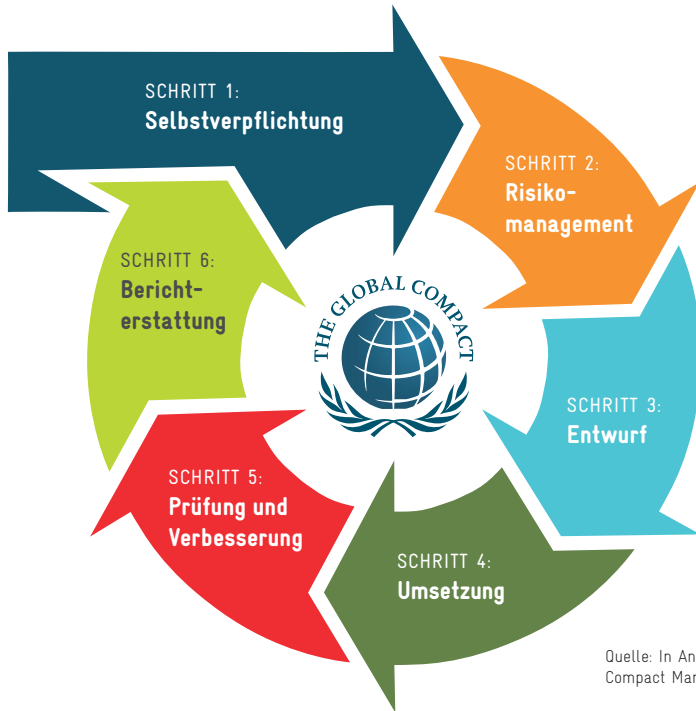 SCHRITT 1:
Selbstverpflichtung
SCHRITT 2:
Risiko-
management
SCHRITT 3:
Entwurf
SCHRITT 4:
Umsetzung
SCHRITT 5:
Prüfung und
Verbesserung
SCHRITT 6:
Bericht-
erstattung
THE GLOBAL COMPACT
Quelle: In
Compact